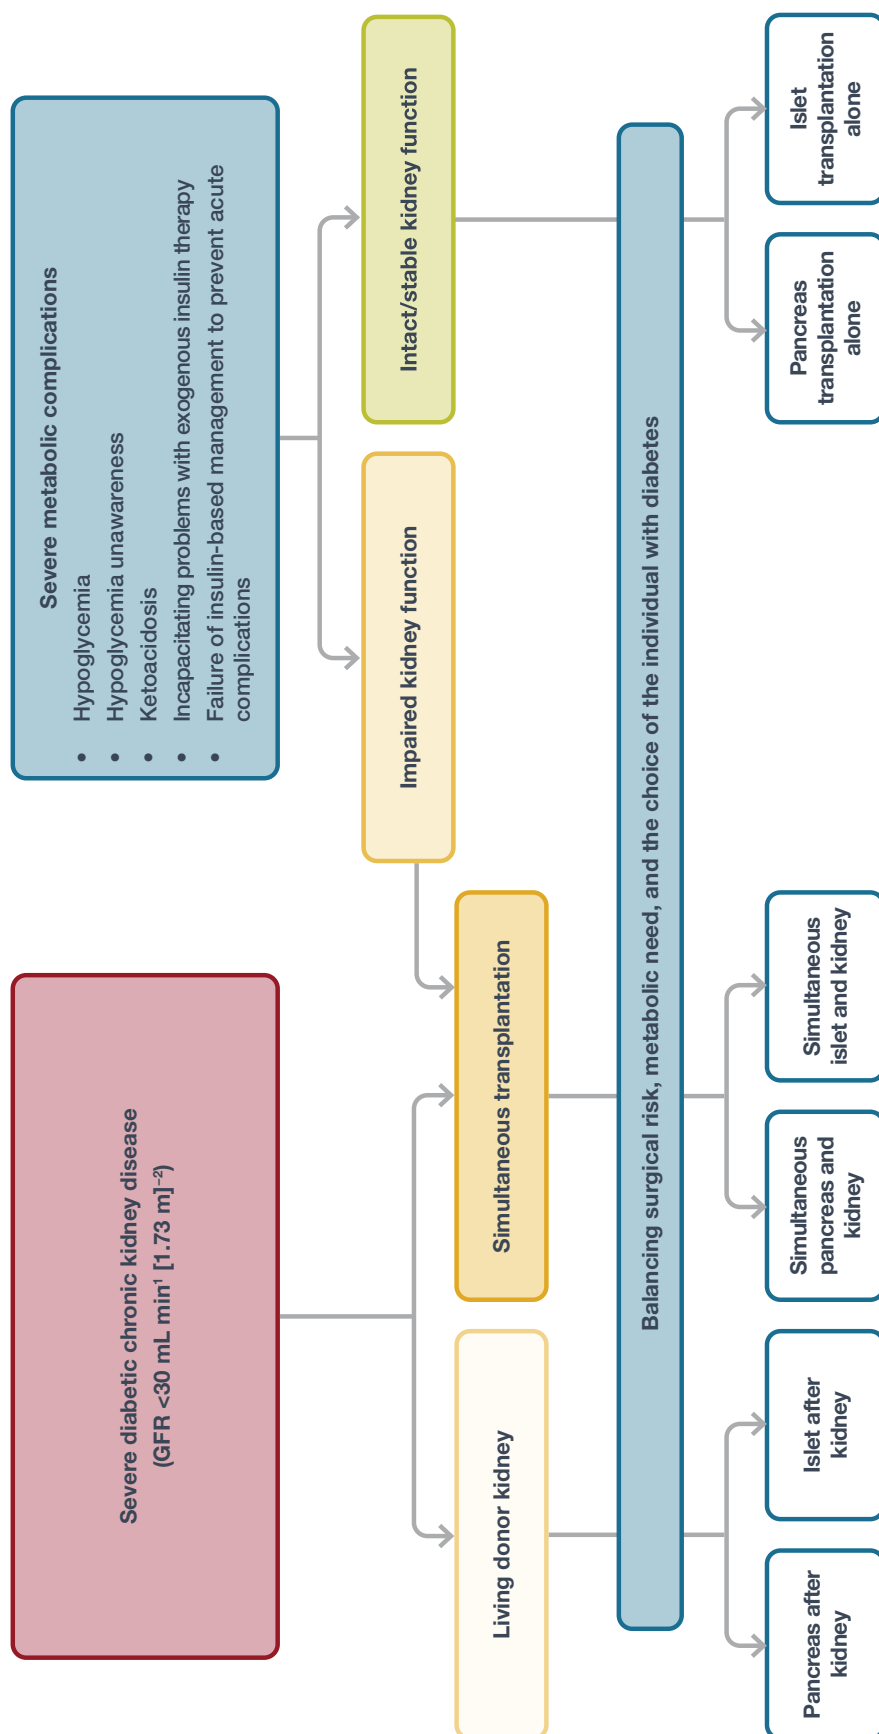 Severe diabetic chronic kidney disease
(GFR <30 mL min¹ [1.73 m]⁻²)
Severe metabolic complications
• Hypoglycemia
• Hypoglycemia unawareness
• Ketoacidosis
• Incapacitating problems with exogenous insulin therapy
• Failure of insulin-based management to prevent acute
complications
Impaired kidney function
Intact/stable kidney function
Living donor kidney
Simultaneous transplantation
Balancing surgical risk, metabolic need, and the choice of the individual with diabetes
Pancreas after
kidney
Islet after
kidney
Simultaneous
pancreas and
kidney
Simultaneous
islet and kidney
Pancreas
transplantation
alone
Islet
transplantation
alone